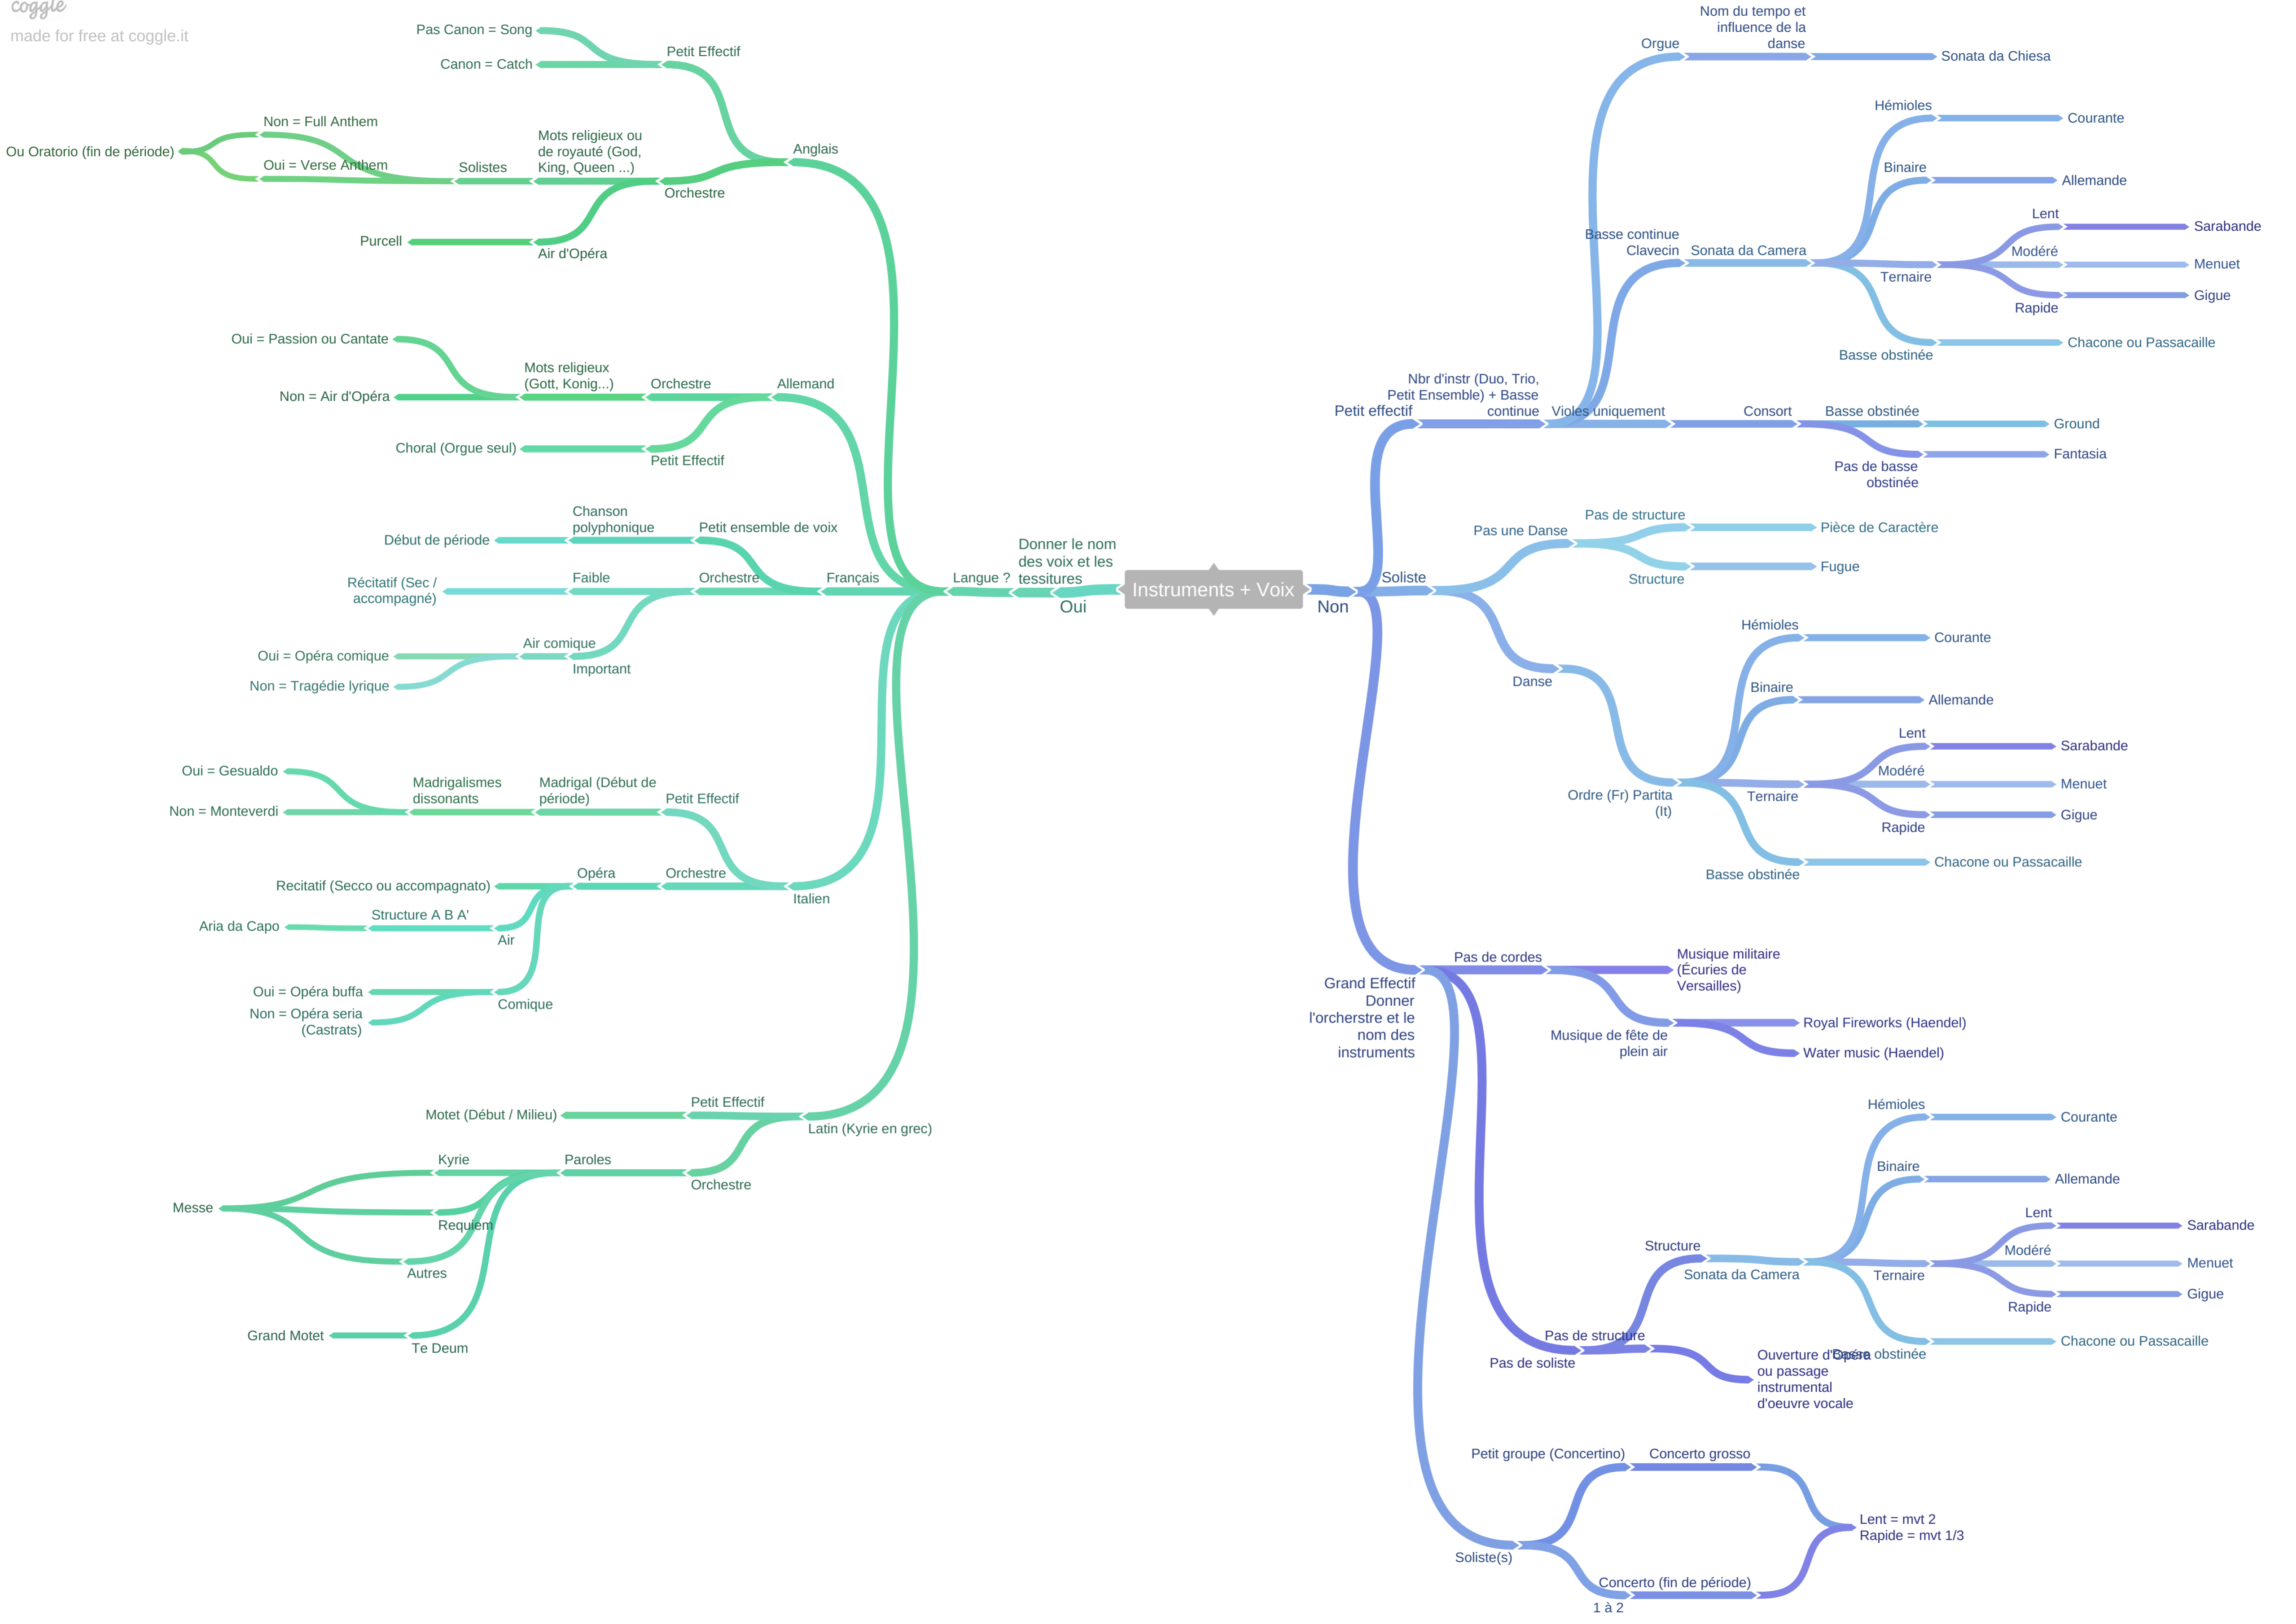 coggle
made for free at coggle.it
Instruments + Voix
Oui
Donner le nom
des voix et les
tessitures
Langue ?
Anglais
Petit Effectif
Pas Canon = Song
Canon = Catch
Orchestre
Mots religieux ou
de royauté (God,
King, Queen ...)
Solistes
Non = Full Anthem
Oui = Verse Anthem
Ou Oratorio (fin de période)
Air d'Opéra
Purcell
Allemand
Orchestre
Mots religieux
(Gott, Konig...)
Oui = Passion ou Cantate
Non = Air d'Opéra
Petit Effectif
Choral (Orgue seul)
Français
Petit ensemble de voix
Chanson
polyphonique
Début de période
Orchestre
Faible
Récitatif (Sec /
accompagné)
Important
Air comique
Oui = Opéra comique
Non = Tragédie lyrique
Italien
Petit Effectif
Madrigal (Début de
période)
Madrigalismes
dissonants
Oui = Gesualdo
Non = Monteverdi
Orchestre
Opéra
Recitatif (Secco ou accompagnato)
Air
Structure A B A'
Aria da Capo
Comique
Oui = Opéra buffa
Non = Opéra seria
(Castrats)
Latin (Kyrie en grec)
Petit Effectif
Motet (Début / Milieu)
Orchestre
Paroles
Kyrie
Requiem
Autres
Messe
Te Deum
Grand Motet
Non
Petit effectif
Nbr d'instr (Duo, Trio,
Petit Ensemble) + Basse
continue
Orgue
Nom du tempo et
influence de la
danse
Sonata da Chiesa
Basse continue
Clavecin
Sonata da Camera
Hémioles
Courante
Binaire
Allemande
Ternaire
Lent
Sarabande
Modéré
Menuet
Rapide
Gigue
Basse obstinée
Chacone ou Passacaille
Violes uniquement
Consort
Basse obstinée
Ground
Pas de basse
obstinée
Fantasia
Soliste
Pas une Danse
Pas de structure
Pièce de Caractère
Structure
Fugue
Danse
Ordre (Fr) Partita
(It)
Hémioles
Courante
Binaire
Allemande
Ternaire
Lent
Sarabande
Modéré
Menuet
Rapide
Gigue
Basse obstinée
Chacone ou Passacaille
Grand Effectif
Donner
l'orcherstre et le
nom des
instruments
Pas de cordes
Musique militaire
(Écuries de
Versailles)
Musique de fête de
plein air
Royal Fireworks (Haendel)
Water music (Haendel)
Pas de soliste
Structure
Sonata da Camera
Hémioles
Courante
Binaire
Allemande
Ternaire
Lent
Sarabande
Modéré
Menuet
Rapide
Gigue
Basse obstinée
Chacone ou Passacaille
Pas de structure
Ouverture d'Opéra
ou passage
instrumental
d'oeuvre vocale
Soliste(s)
Petit groupe (Concertino)
Concerto grosso
1 à 2
Concerto (fin de période)
Lent = mvt 2
Rapide = mvt 1/3